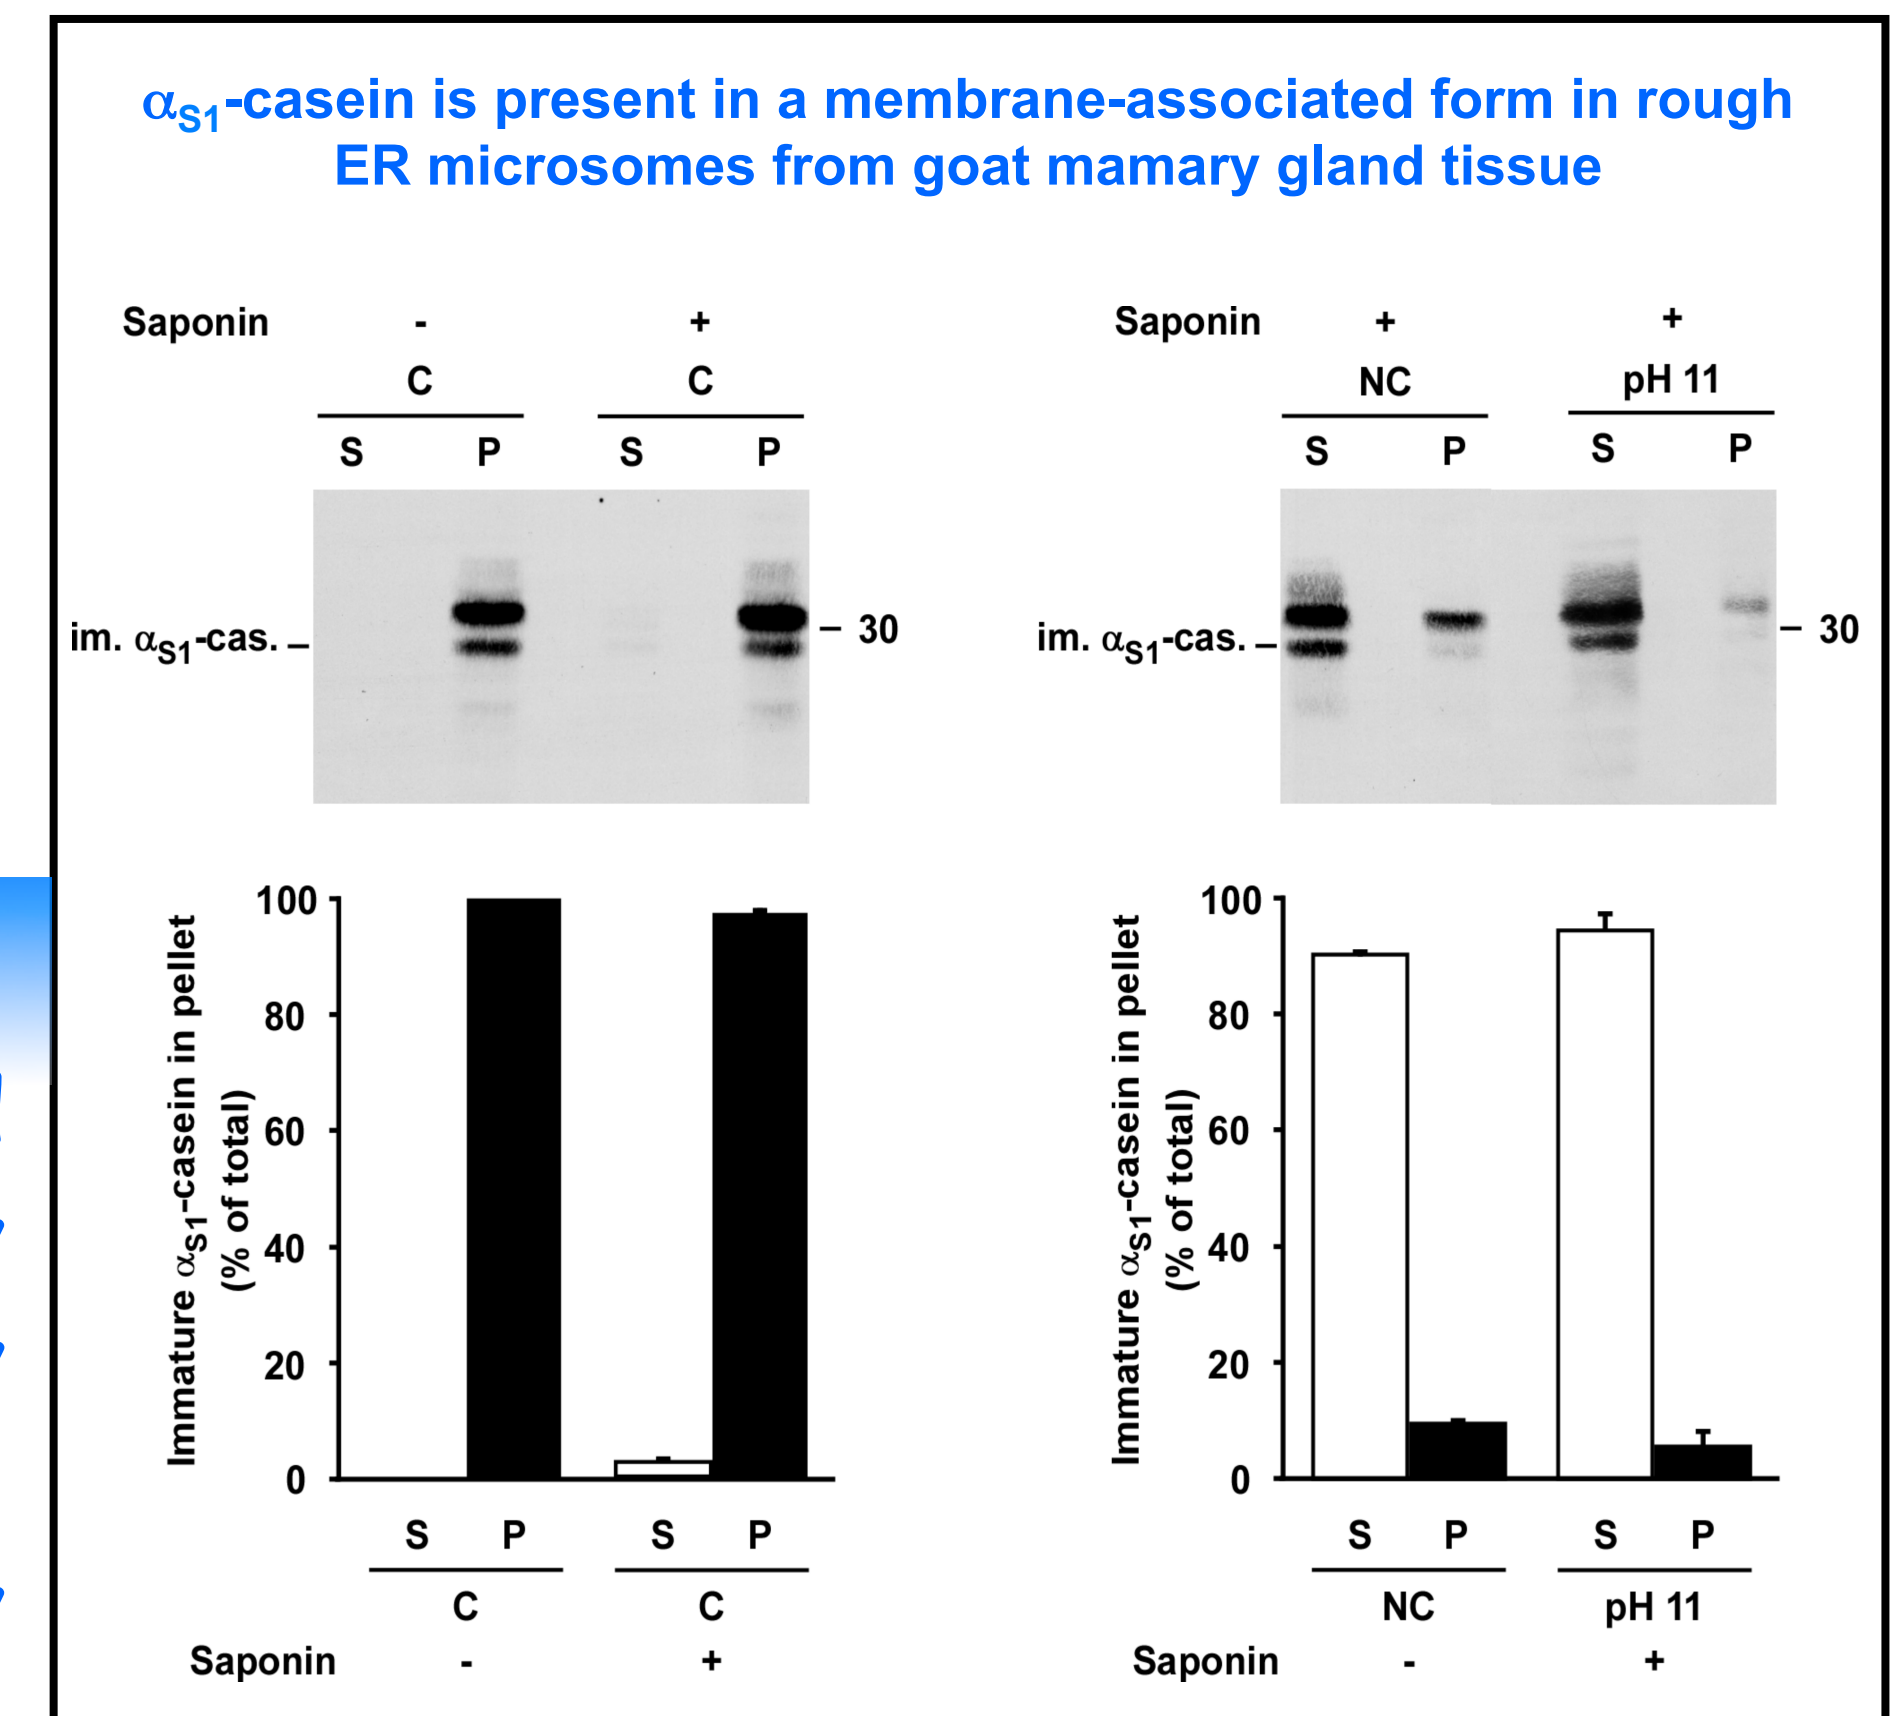 αS1-casein is present in a membrane-associated form in rough
ER microsomes from goat mamary gland tissue
Saponin - +
C C
S P S P
im. αS1-cas. – – 30
Saponin + +
NC pH 11
S P S P
im. αS1-cas. – – 30
Immature αS1-casein in pellet
(% of total)
100
80
60
40
20
0
S P S P
C C
Saponin - +
Immature αS1-casein in pellet
(% of total)
100
80
60
40
20
0
S P S P
NC pH 11
Saponin - +